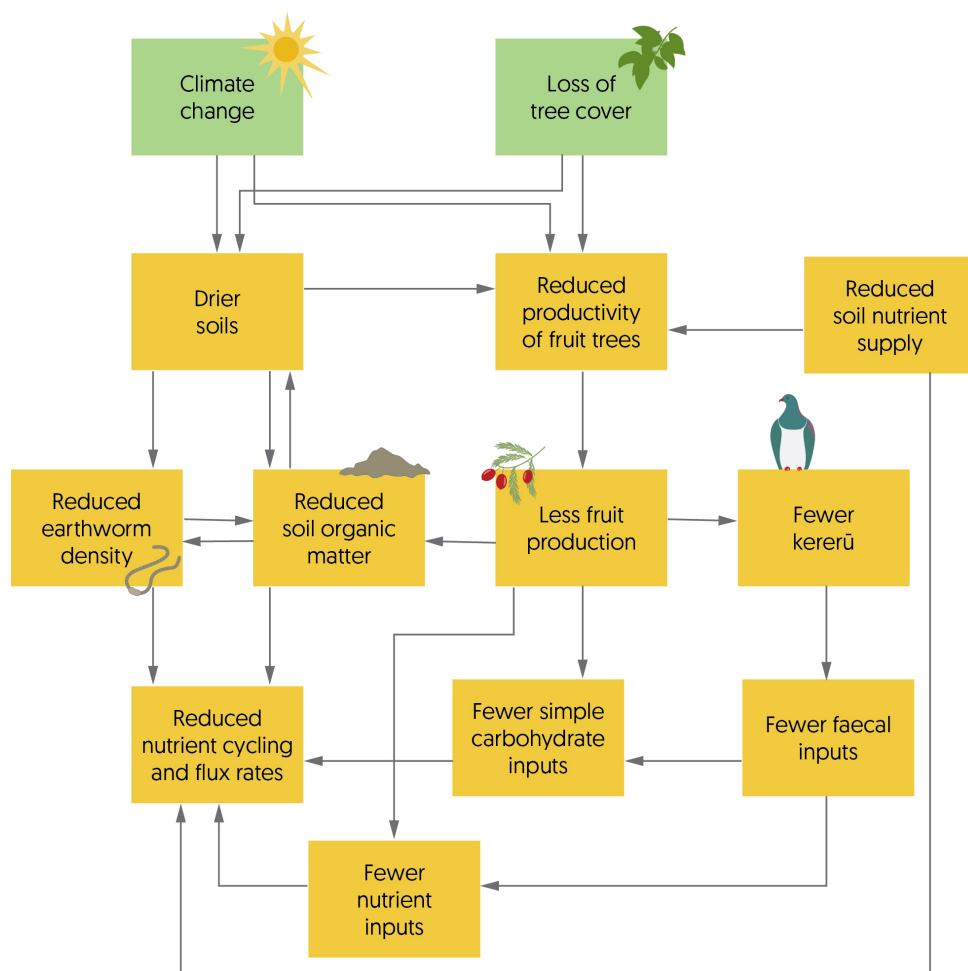 Climate
change
Loss of
tree cover
Drier
soils
Reduced
productivity
of fruit trees
Reduced
soil nutrient
supply
Reduced
earthworm
density
Reduced
soil organic
matter
Less fruit
production
Fewer
kererū
Reduced
nutrient cycling
and flux rates
Fewer simple
carbohydrate
inputs
Fewer faecal
inputs
Fewer
nutrient
inputs